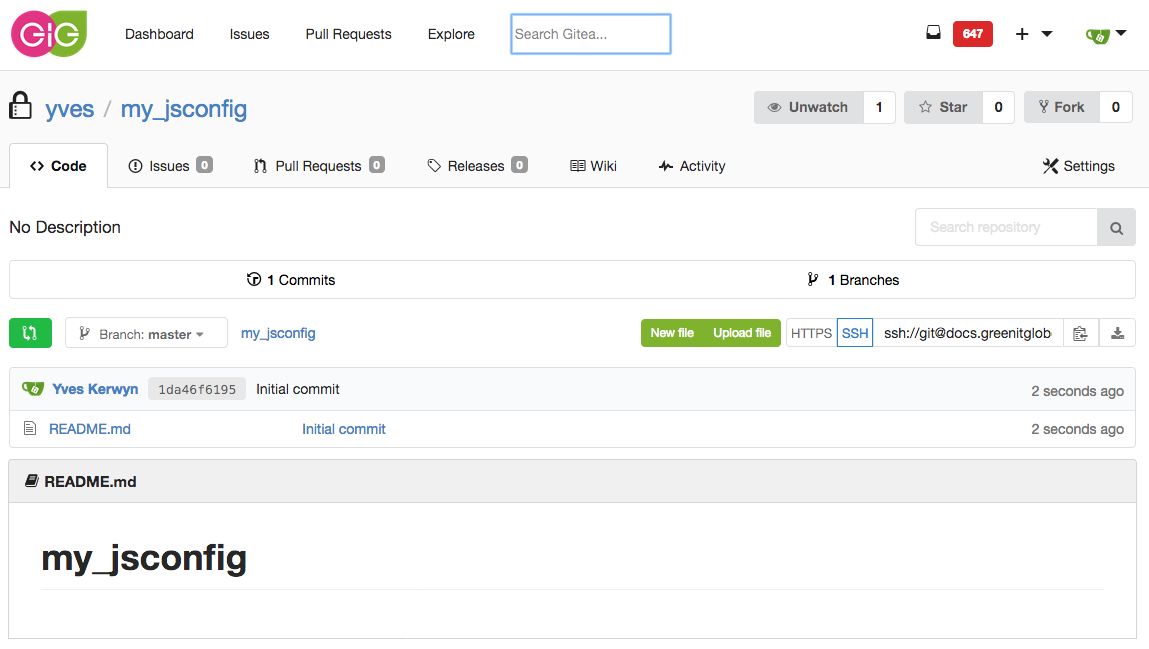 GiG Dashboard Issues Pull Requests Explore Search Gitea... 647
yves / my_jsconfig Unwatch 1 Star 0 Fork 0
Code Issues 0 Pull Requests 0 Releases 0 Wiki Activity Settings
No Description Search repository
1 Commits 1 Branches
Branch: master my_jsconfig New file Upload file HTTPS SSH ssh://git@docs.greenitglob
Yves Kerwyn 1da46f6195 Initial commit 2 seconds ago
README.md Initial commit 2 seconds ago
README.md
my_jsconfig